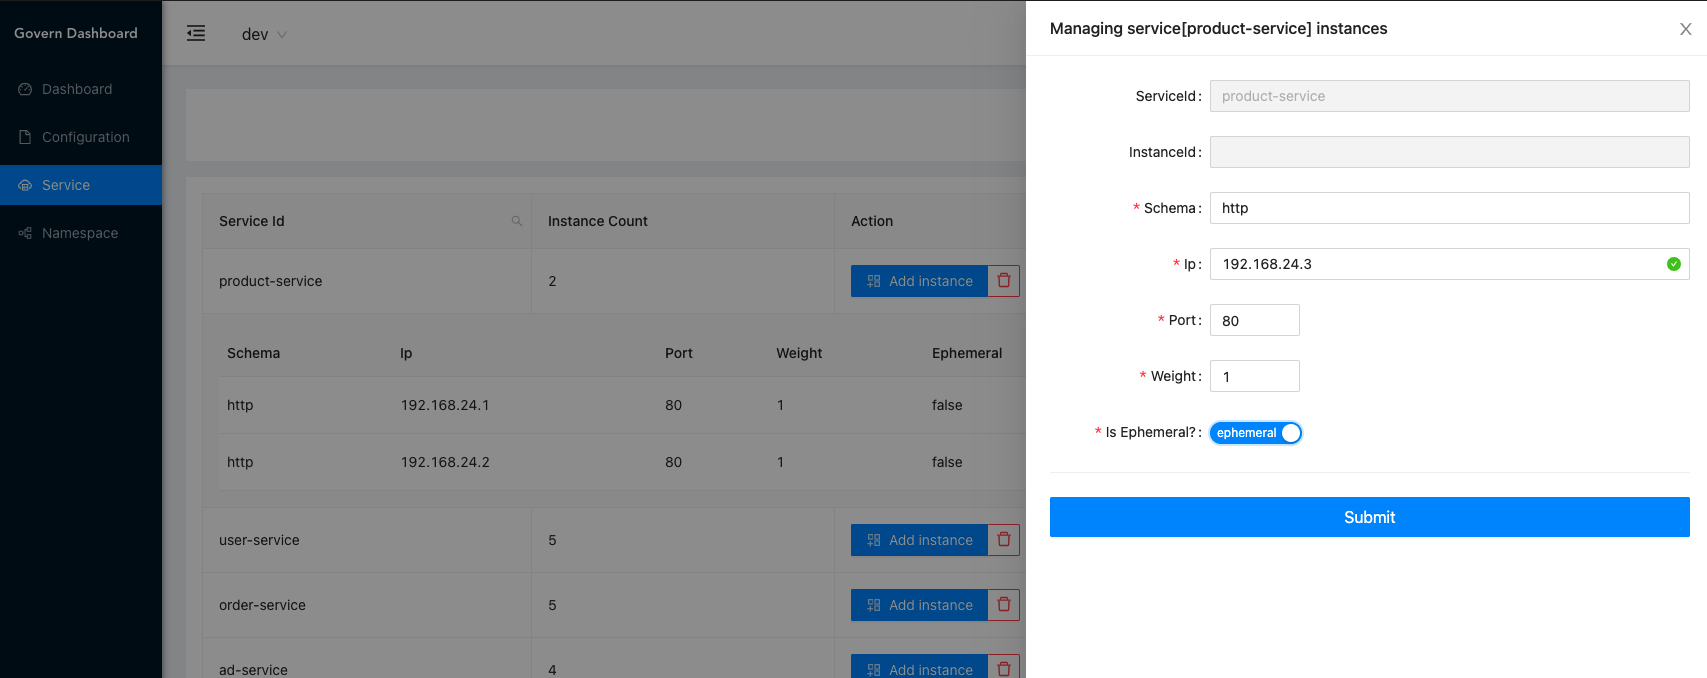 Govern Dashboard
Dashboard
Configuration
Service
Namespace
dev
Service Id Instance Count Action
product-service 2 Add instance
Schema Ip Port Weight Ephemeral
http 192.168.24.1 80 1 false
http 192.168.24.2 80 1 false
user-service 5 Add instance
order-service 5 Add instance
ad-service 4 Add instance
Managing service[product-service] instances
ServiceId : product-service
InstanceId :
* Schema : http
* Ip : 192.168.24.3
* Port : 80
* Weight : 1
* Is Ephemeral? : ephemeral
Submit